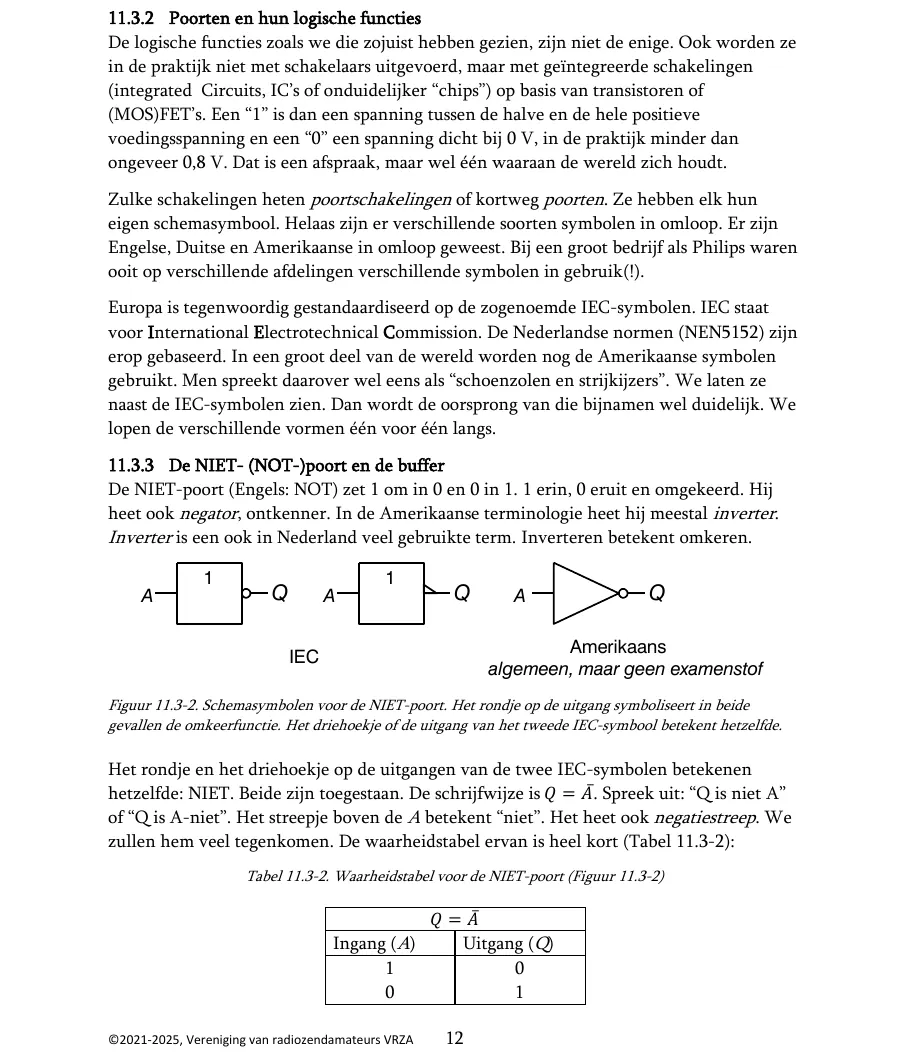 11.3.2 Poorten en hun logische functies
De logische functies zoals we die zojuist hebben gezien, zijn niet de enige. Ook worden ze
in de praktijk niet met schakelaars uitgevoerd, maar met geïntegreerde schakelingen
(integrated Circuits, IC's of onduidelijker “chips”) op basis van transistoren of
(MOS)FET's. Een “1” is dan een spanning tussen de halve en de hele positieve
voedingsspanning en een “0” een spanning dicht bij 0 V, in de praktijk minder dan
ongeveer 0,8 V. Dat is een afspraak, maar wel één waaraan de wereld zich houdt.
Zulke schakelingen heten poortschakelingen of kortweg poorten. Ze hebben elk hun
eigen schemasymbool. Helaas zijn er verschillende soorten symbolen in omloop. Er zijn
Engelse, Duitse en Amerikaanse in omloop geweest. Bij een groot bedrijf als Philips waren
ooit op verschillende afdelingen verschillende symbolen in gebruik(!).
Europa is tegenwoordig gestandaardiseerd op de zogenoemde IEC-symbolen. IEC staat
voor International Electrotechnical Commission. De Nederlandse normen (NEN5152) zijn
erop gebaseerd. In een groot deel van de wereld worden nog de Amerikaanse symbolen
gebruikt. Men spreekt daarover wel eens als “schoenzolen en strijkijzers”. We laten ze
naast de IEC-symbolen zien. Dan wordt de oorsprong van die bijnamen wel duidelijk. We
lopen de verschillende vormen één voor één langs.
11.3.3 De NIET- (NOT-)poort en de buffer
De NIET-poort (Engels: NOT) zet 1 om in 0 en 0 in 1. 1 erin, 0 eruit en omgekeerd. Hij
heet ook negator, ontkenner. In de Amerikaanse terminologie heet hij meestal inverter.
Inverter is een ook in Nederland veel gebruikte term. Inverteren betekent omkeren.
1 1
A Q A Q A Q
IEC
Amerikaans
algemeen, maar geen examenstof
Figuur 11.3-2. Schemasymbolen voor de NIET-poort. Het rondje op de uitgang symboliseert in beide
gevallen de omkeerfunctie. Het driehoekje of de uitgang van het tweede IEC-symbool betekent hetzelfde.
Het rondje en het driehoekje op de uitgangen van de twee IEC-symbolen betekenen
hetzelfde: NIET. Beide zijn toegestaan. De schrijfwijze is Q = Ā. Spreek uit: “Q is niet A”
of “Q is A-niet”. Het streepje boven de A betekent “niet”. Het heet ook negatiestreep. We
zullen hem veel tegenkomen. De waarheidstabel ervan is heel kort (Tabel 11.3-2):
Tabel 11.3-2. Waarheidstabel voor de NIET-poort (Figuur 11.3-2)
Q = Ā
Ingang (A) Uitgang (Q)
1 0
0 1
©2021-2025, Vereniging van radiozendamateurs VRZA 12